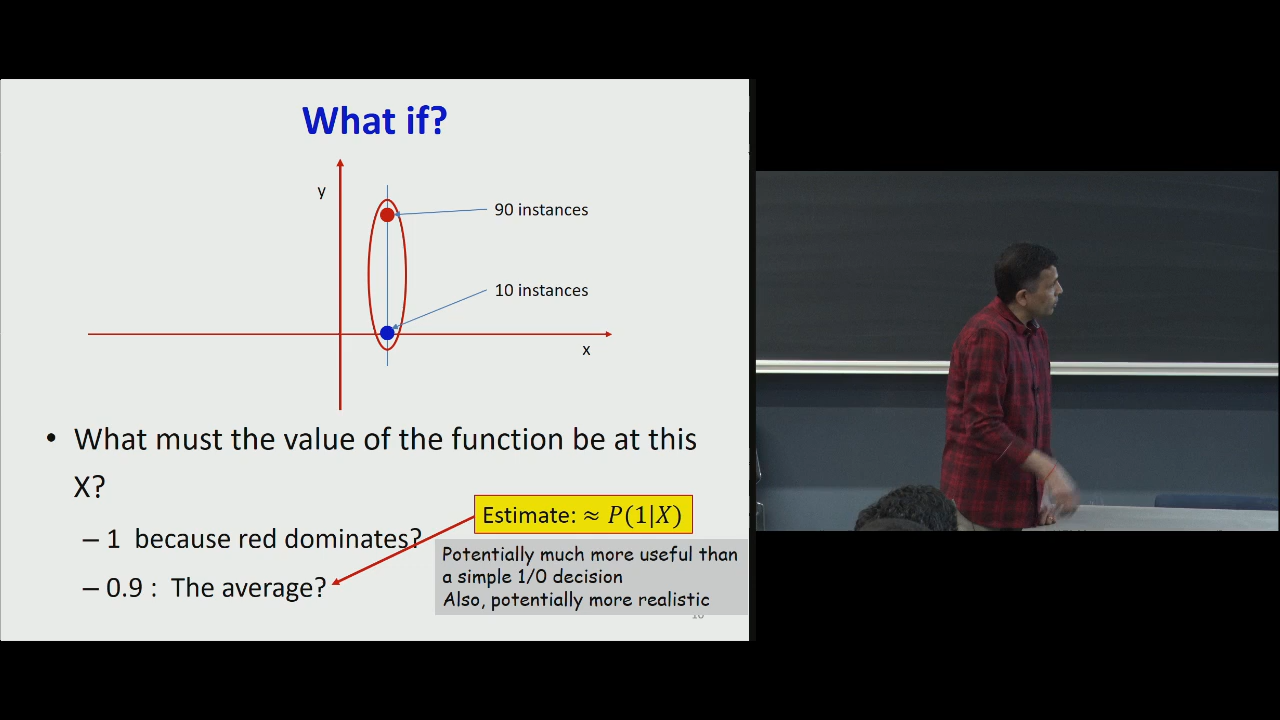 What if?
y
90 instances
10 instances
x
• What must the value of the function be at this
X?
– 1 because red dominates?
Estimate: ≈ P(1|X)
Potentially much more useful than
a simple 1/0 decision
Also, potentially more realistic
– 0.9 : The average?